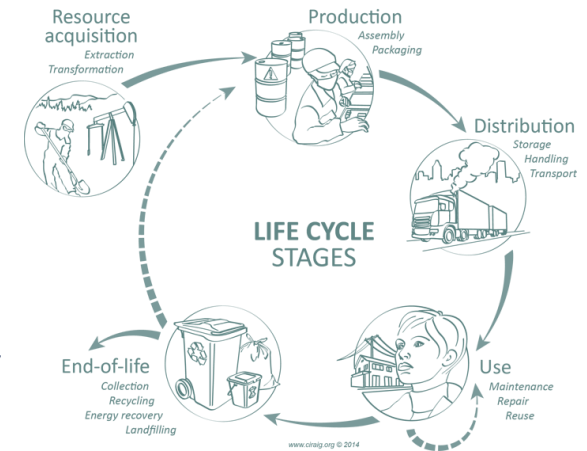 Resource
acquisition
Extraction
Transformation
Production
Assembly
Packaging
Distribution
Storage
Handling
Transport
LIFE CYCLE
STAGES
Use
Maintenance
Repair
Reuse
End-of-life
Collection
Recycling
Energy recovery
Landfilling
www.ciraig.org © 2014